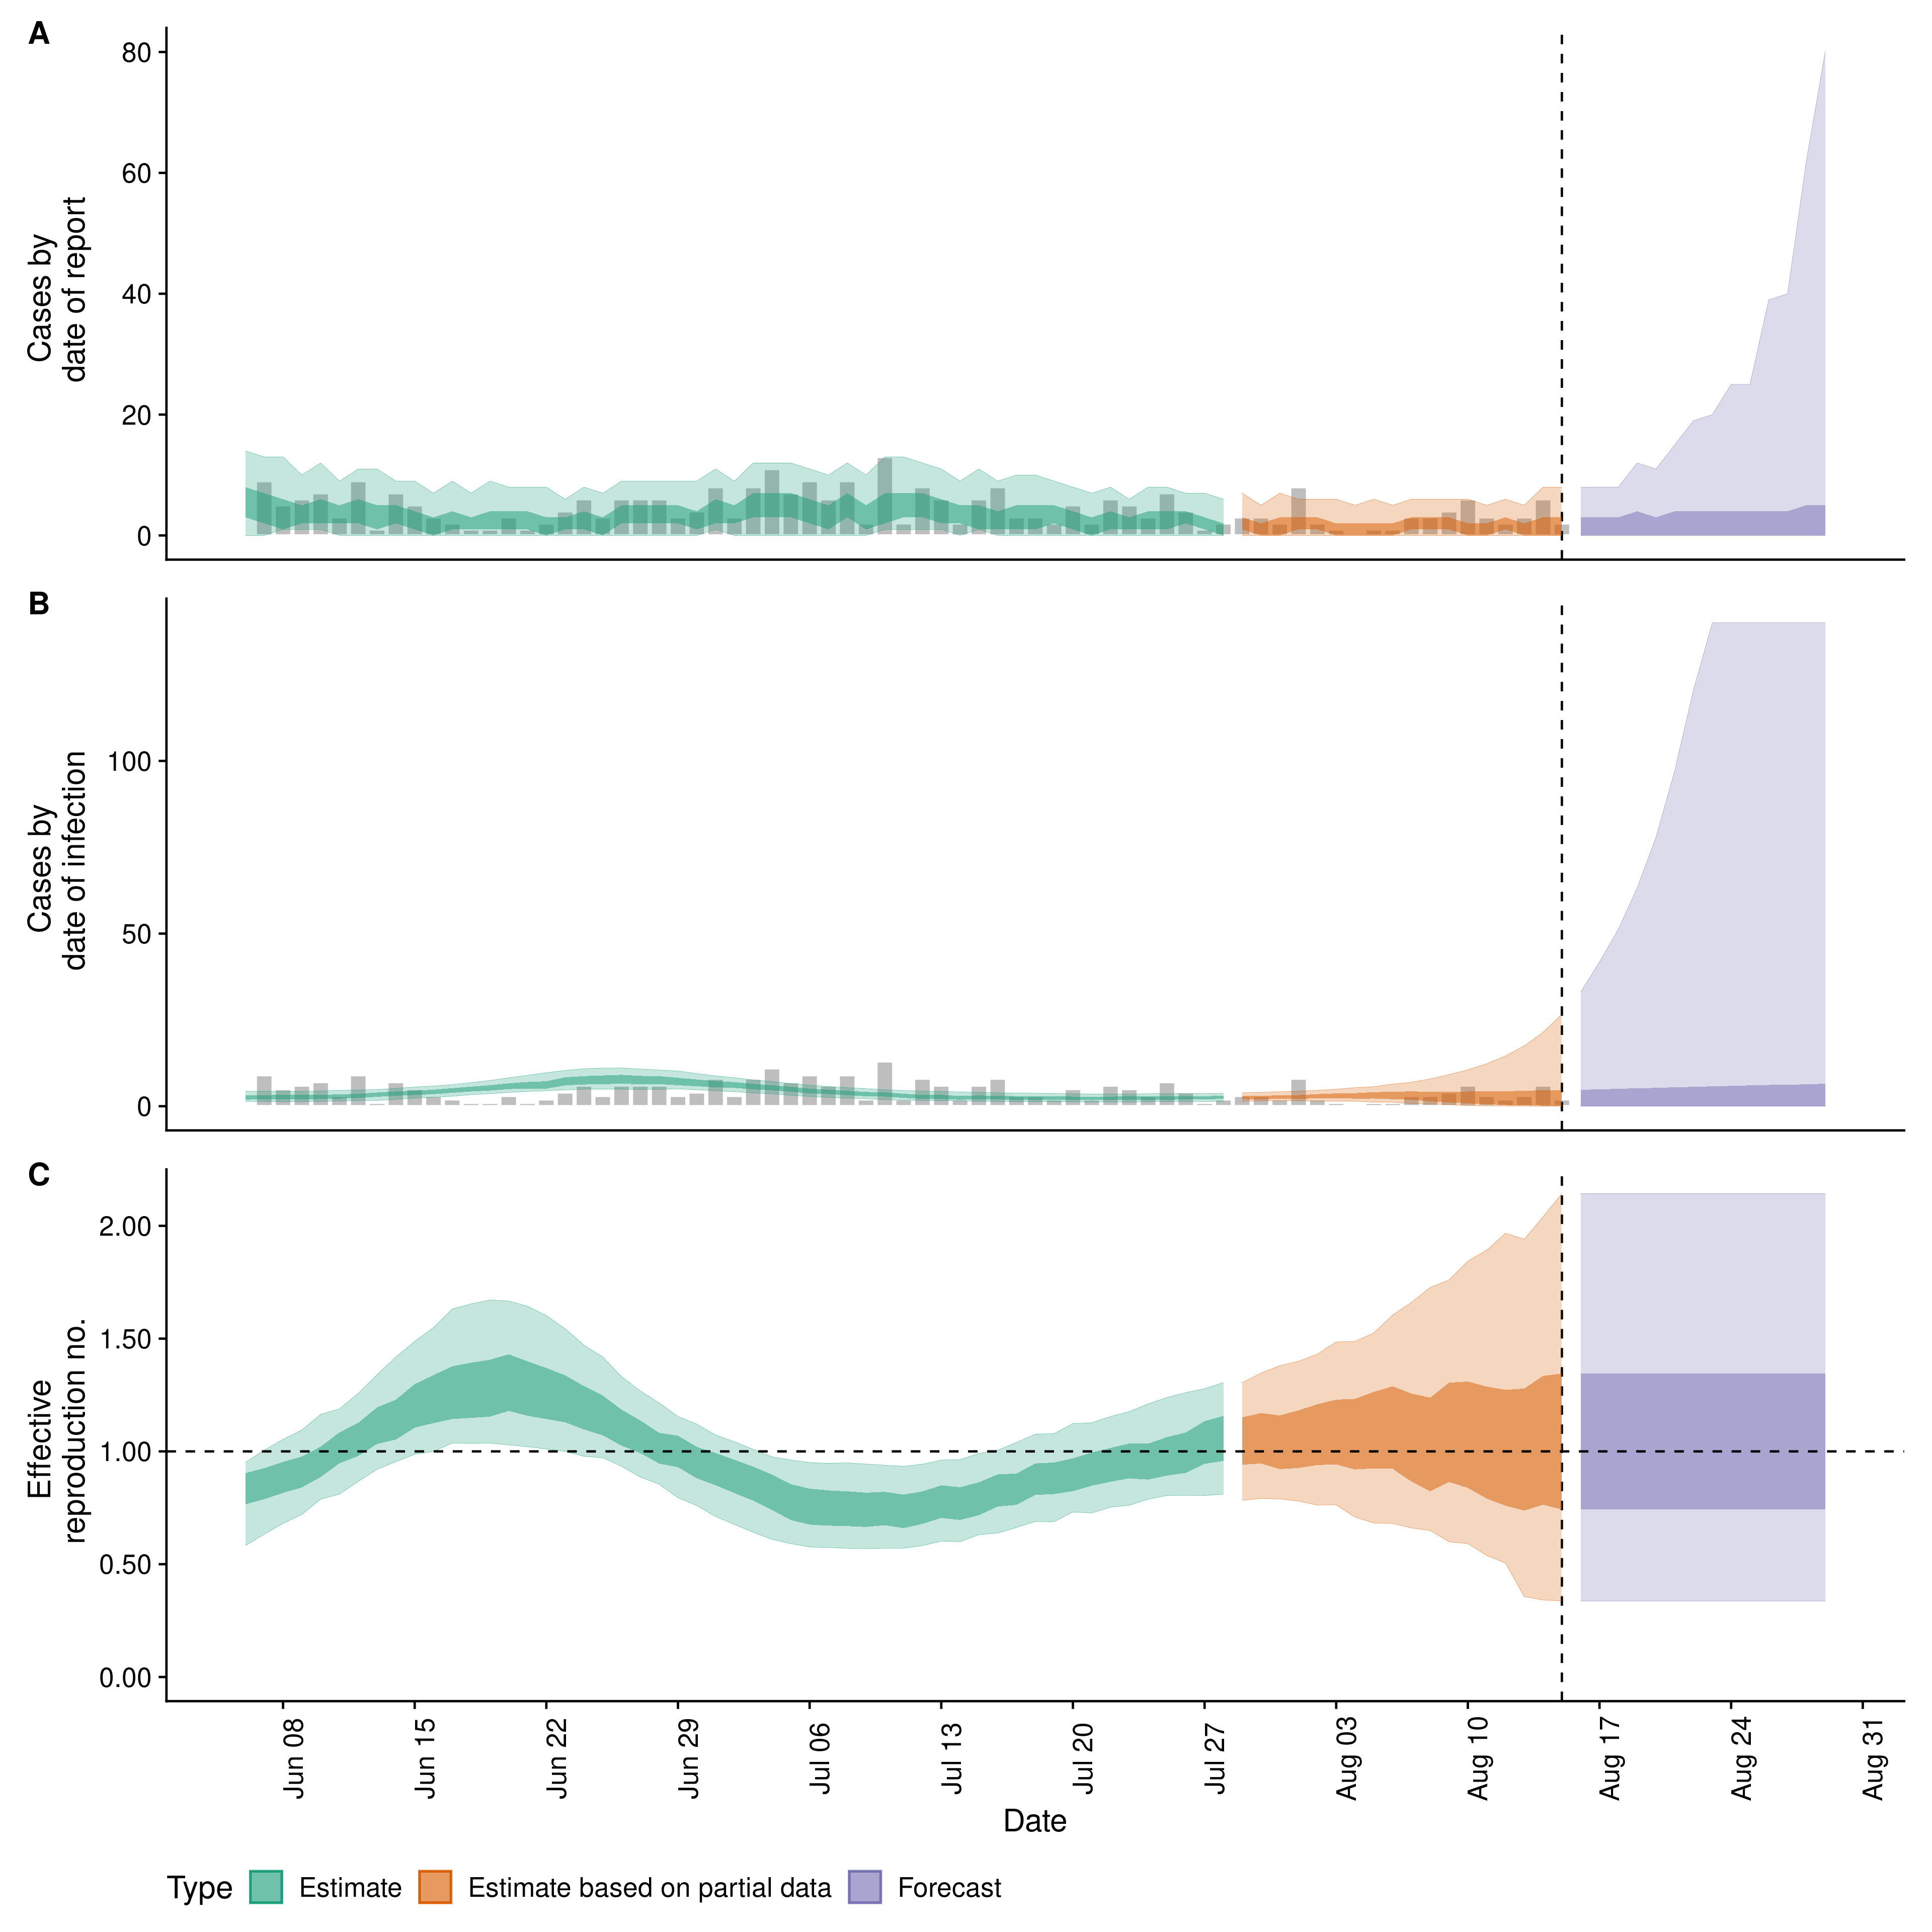 A
80
60
40
20
0
Cases by
date of report
B
100
50
0
Cases by
date of infection
C
2.00
1.50
1.00
0.50
0.00
Effective
reproduction no.
Jun 08
Jun 15
Jun 22
Jun 29
Jul 06
Jul 13
Jul 20
Jul 27
Aug 03
Aug 10
Aug 17
Aug 24
Aug 31
Date
Type Estimate Estimate based on partial data Forecast